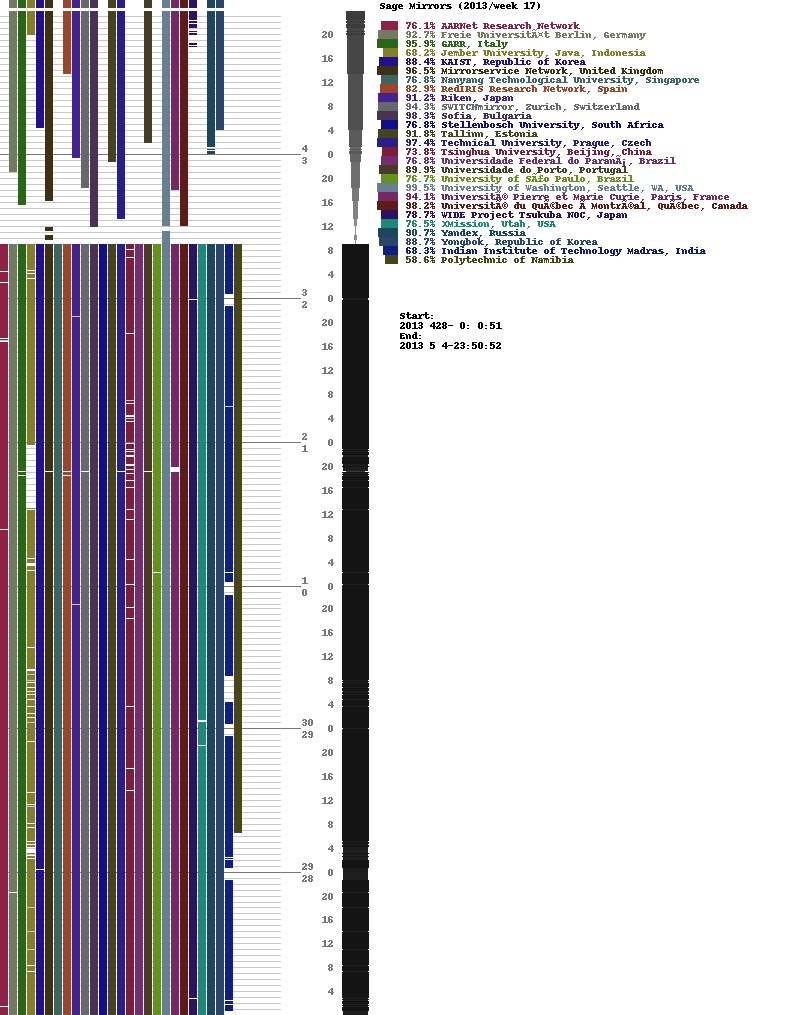 Sage Mirrors (2013/week 17)
76.1% AARNet Research Network
92.7% Freie UniversitÃ¤t Berlin, Germany
95.9% GARR, Italy
68.2% Jember University, Java, Indonesia
88.4% KAIST, Republic of Korea
96.5% Mirrorservice Network, United Kingdom
76.8% Nanyang Technological University, Singapore
82.9% RedIRIS Research Network, Spain
91.2% Riken, Japan
94.3% SWITCHmirror, Zurich, Switzerland
98.3% Sofia, Bulgaria
76.8% Stellenbosch University, South Africa
91.8% Tallinn, Estonia
97.4% Technical University, Prague, Czech
73.8% Tsinghua University, Beijing, China
76.8% Universidade Federal do ParanÃ¡, Brazil
89.9% Universidade do Porto, Portugal
76.7% University of SÃ£o Paulo, Brazil
99.5% University of Washington, Seattle, WA, USA
94.1% UniversitÃ© Pierre et Marie Curie, Paris, France
98.2% UniversitÃ© du QuÃ©bec Ã MontrÃ©al, QuÃ©bec, Canada
78.7% WIDE Project Tsukuba NOC, Japan
76.5% XMission, Utah, USA
90.7% Yandex, Russia
88.7% Yongbok, Republic of Korea
68.3% Indian Institute of Technology Madras, India
58.6% Polytechnic of Namibia
Start:
2013 428- 0: 0:51
End:
2013 5 4-23:50:52
20
16
12
8
4
4
0
3
20
16
12
8
4
3
0
2
20
16
12
8
4
2
0
1
20
16
12
8
4
1
0
0
20
16
12
8
4
30
0
29
20
16
12
8
4
29
0
28
20
16
12
8
4